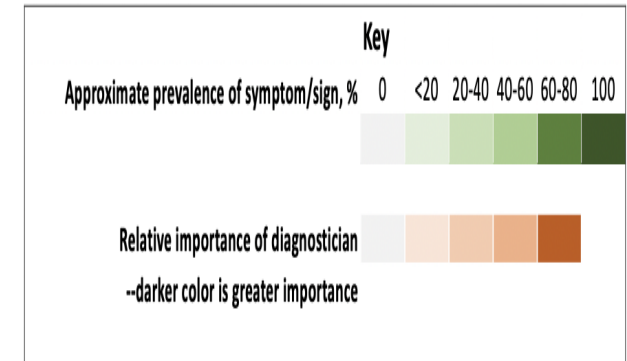 Key
Approximate prevalence of symptom/sign, % 0 <20 20-40 40-60 60-80 100
Relative importance of diagnostician
--darker color is greater importance